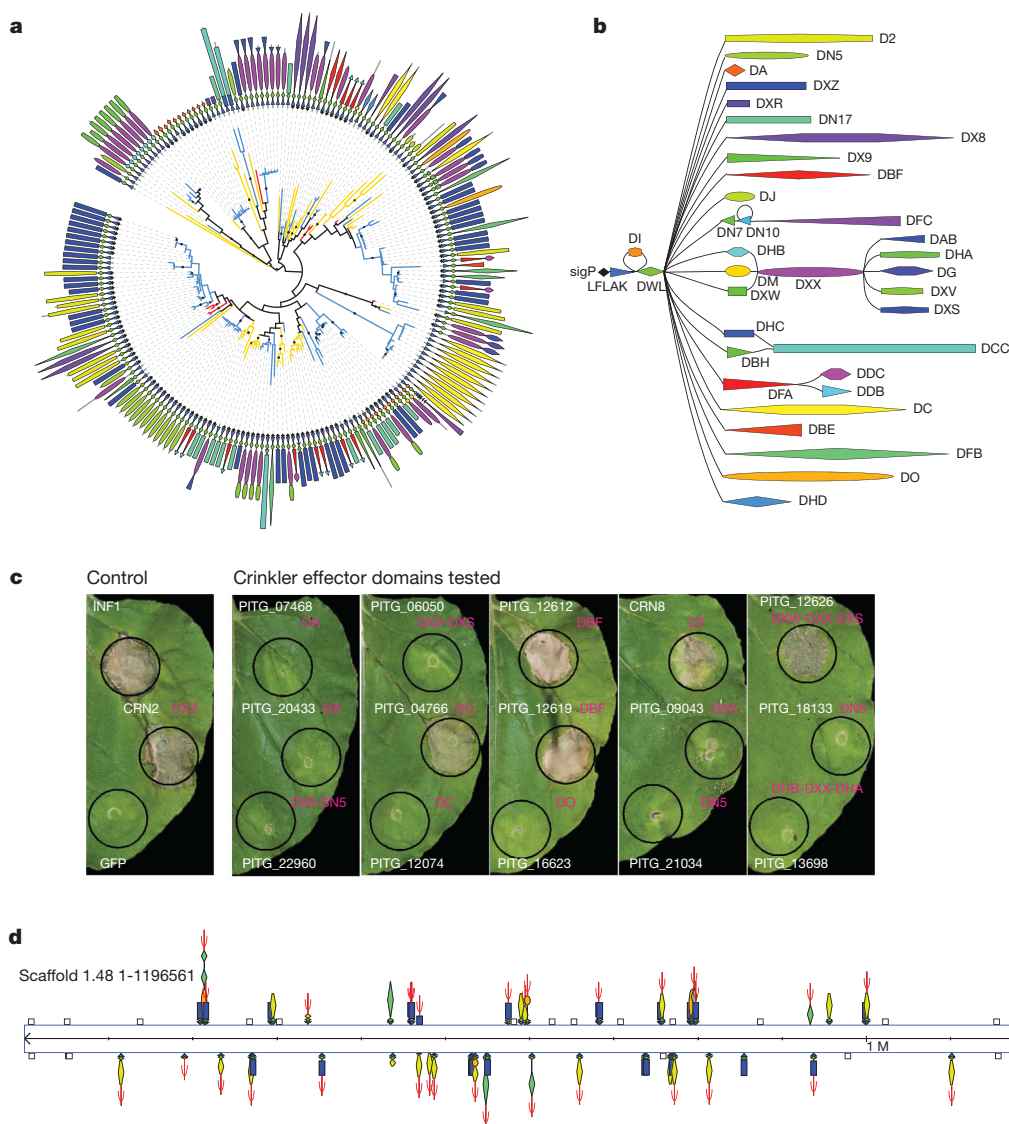 a
b
D2
DN5
DA
DXZ
DXR
DN17
DX8
DX9
DBF
DJ
DN7 DN10
DFC
DI
DHB
DM
DXW
DXX
DAB
DHA
DG
DXV
DXS
sigP
LFLAK DWL
DHC
DBH
DCC
DFA
DDC
DDB
DC
DBE
DFB
DO
DHD
c
Control
Crinkler effector domains tested
INF1
CRN2 DXZ
GFP
PITG_07468
DA
PITG_20433 DA
PITG_22960
PITG_06050
DXX-DXS
PITG_04766 DC
DC
PITG_12074
PITG_12612
DBF
PITG_12619 DBF
DO
PITG_16623
CRN8
D2
PITG_09043 DN5
DN5
PITG_21034
PITG_12626
DXW-DXX-DXS
PITG_18133 DN5
DHB-DXX-DHA
PITG_13698
d
Scaffold 1.48 1-1196561
1 M